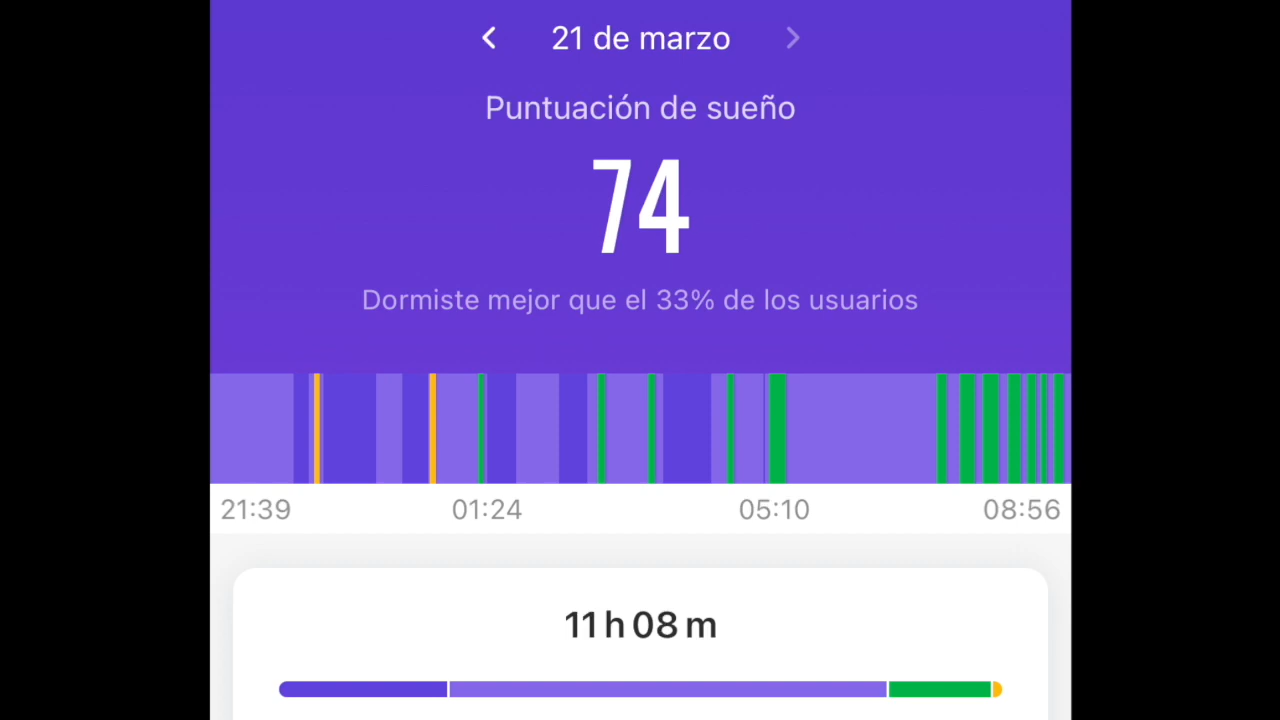 21 de marzo
Puntuación de sueño
74
Dormiste mejor que el 33% de los usuarios
21:39 01:24 05:10 08:56
11 h 08 m